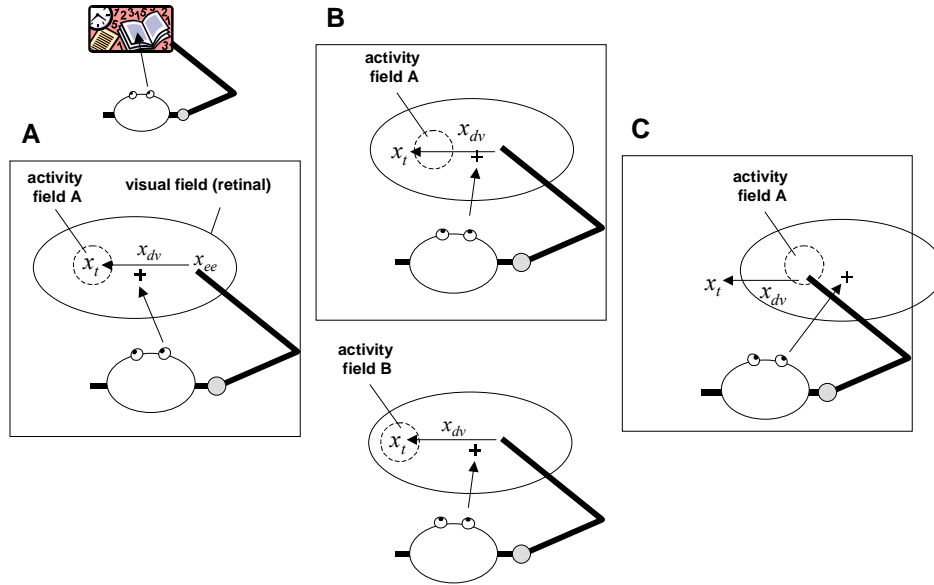 B
activity
field A
x_dv
x_t
A
activity
field A
visual field (retinal)
x_dv
x_t
x_ee
C
activity
field A
x_t
x_dv
activity
field B
x_dv
x_t